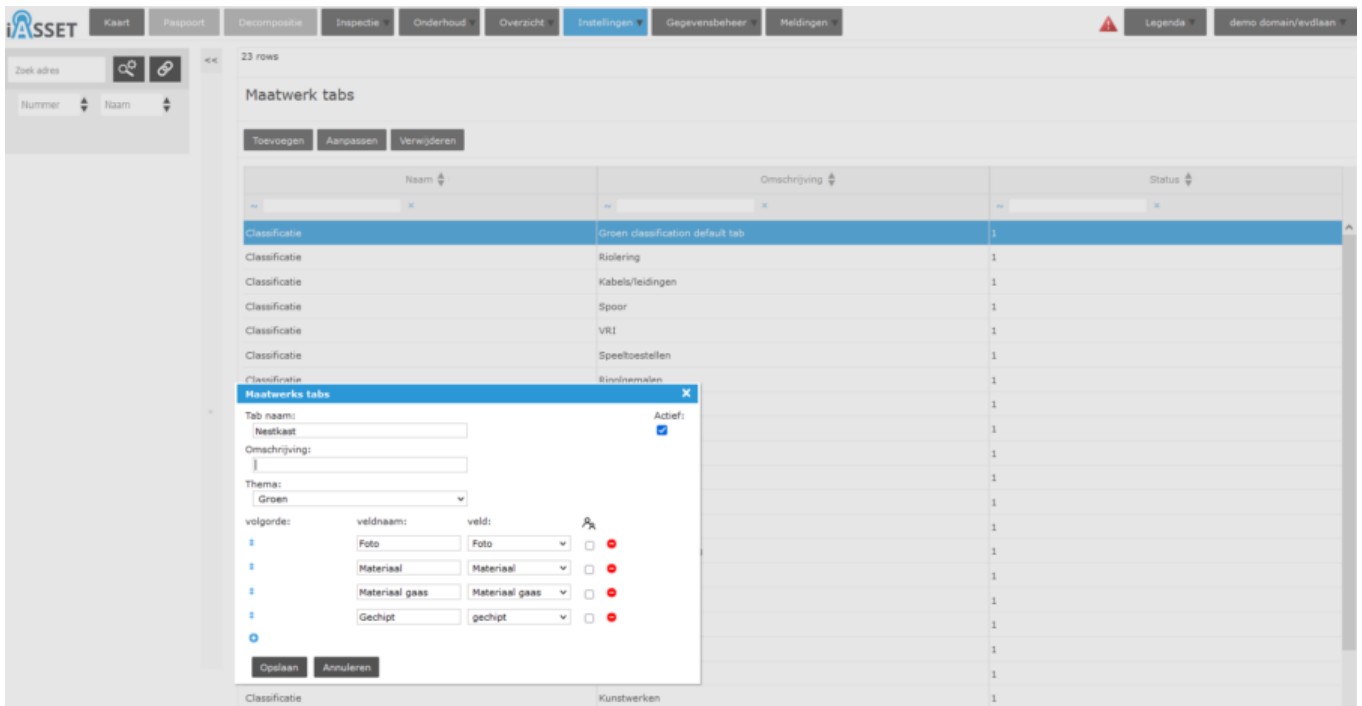 iASSET Kaart Paspoort Decompositie Inspectie Onderhoud Overzicht Instellingen Gegevensbeheer Meldingen Legenda demo domain/evdlaan
Zoek adres << 23 rows
Nummer Naam
Maatwerk tabs
Toevoegen Aanpassen Verwijderen
Naam Omschrijving Status
~ × ~ × ~ ×
Classificatie Groen classification default tab 1
Classificatie Riolering 1
Classificatie Kabels/leidingen 1
Classificatie Spoor 1
Classificatie VRI 1
Classificatie Speeltoestellen 1
Classificatie 1
Maatwerks tabs X
1
Tab naam: Actief:
Nestkast 1
Omschrijving:
1
1
Thema:
Groen 1
volgorde: veldnaam: veld:
1
Foto Foto
1
Materiaal Materiaal 1
Materiaal gaas Materiaal gaas 1
Gechipt gechipt 1
1
Opslaan Annuleren 1
Classificatie Kunstwerken 1